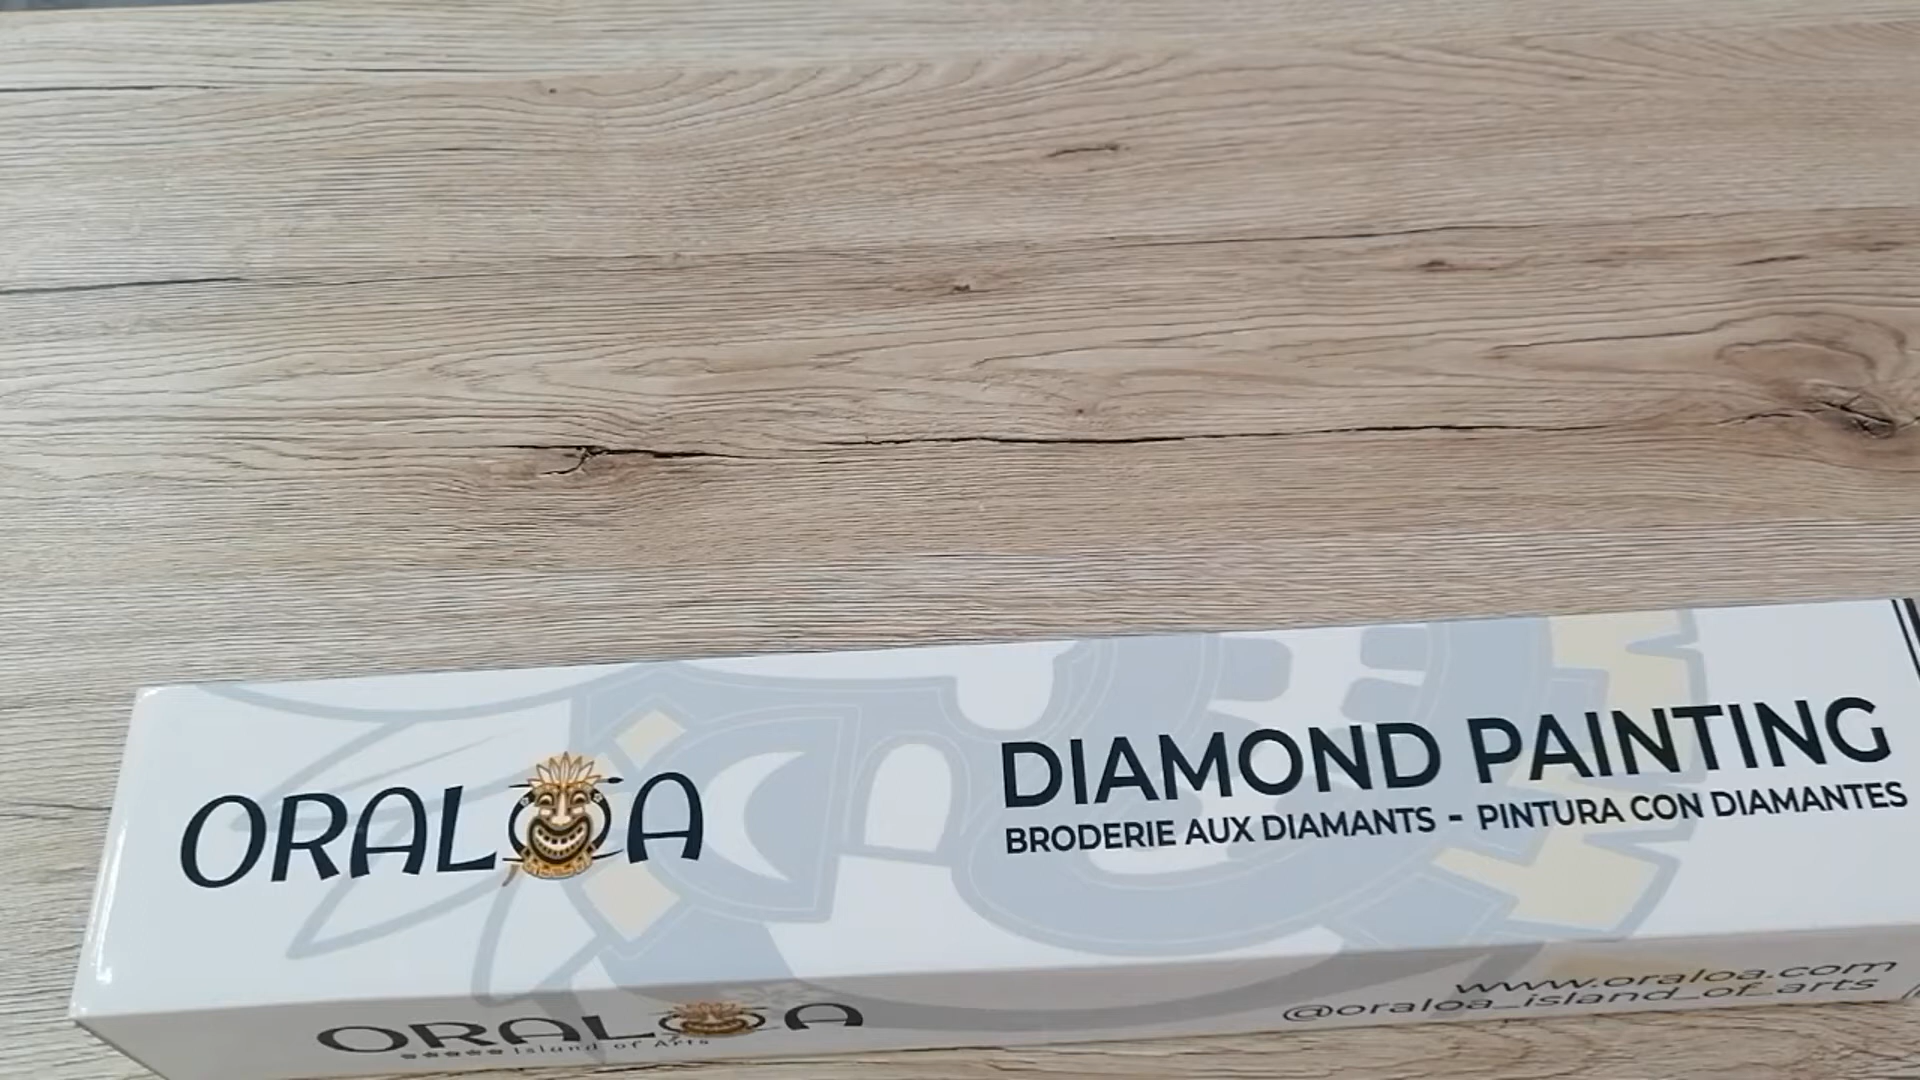 ORALOA
DIAMOND PAINTING
BRODERIE AUX DIAMANTS - PINTURA CON DIAMANTES
ORALOA
Island of Arts
www.oraloa.com
@oraloa_island_of_arts